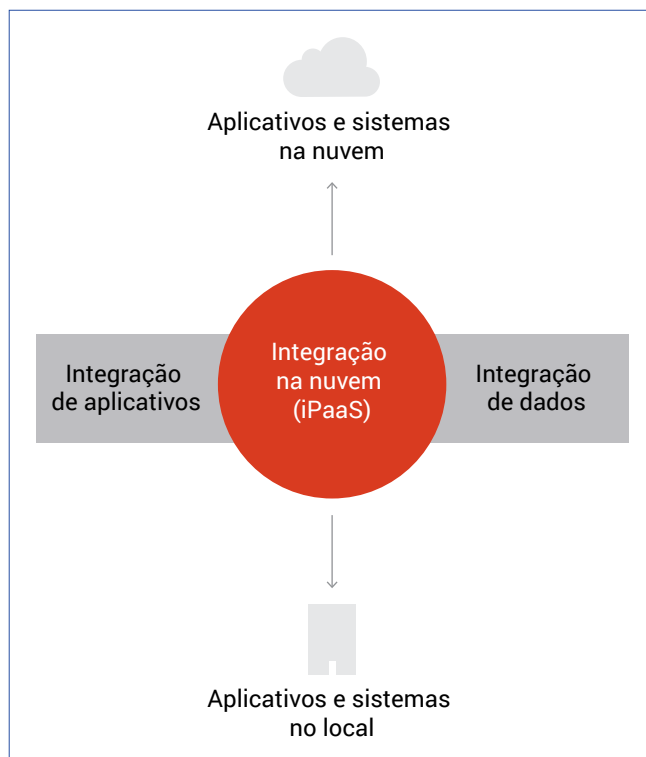 Aplicativos e sistemas
na nuvem
Integração
de aplicativos
Integração
na nuvem
(iPaaS)
Integração
de dados
Aplicativos e sistemas
no local